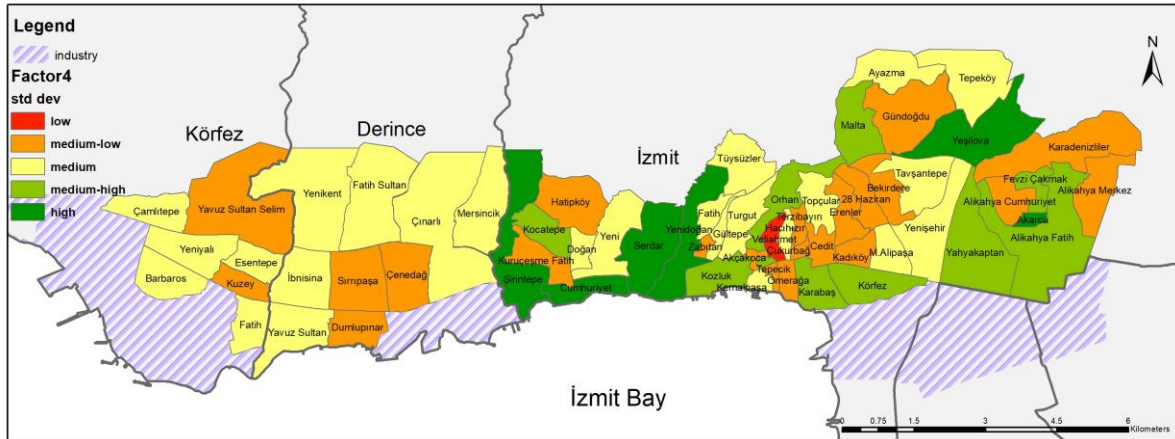 Legend
industry
Factor4
std dev
low
medium-low
medium
medium-high
high
N
Körfez
Derince
İzmit
Ayazma
Tepeköy
Malta
Gündoğdu
Yeşilova
Karadenizliler
Tüysüzler
Tavşantepe
Fevzi Çakmak
Yenikent
Fatih Sultan
Çınarlı
Mersincik
Hatipköy
Orhan
Topçular
28 Haziran
Bekirdere
Alikahya Merkez
Yavuz Sultan Selim
Çamlıtepe
Kocatepe
Fatih
Turgut
Terzibayırı
Erenler
Alikahya Cumhuriyet
Akarca
Yeniyalı
Doğan
Yeni
Serdar
Yenidoğan
Gültepe
Hacıhızır
Veliahmet
Yenişehir
Alikahya Fatih
Esentepe
Kuruçeşme Fatih
Zabıtan
Akçakoca
Çukurbağ
Cedit
Kadıköy
M.Alipaşa
Yahyakaptan
Barbaros
Kuzey
İbnisina
Sırrıpaşa
Çenedağ
Şirintepe
Cumhuriyet
Kozluk
Kemalpaşa
Tepecik
Ömerağa
Karabaş
Körfez
Fatih
Yavuz Sultan
Dumlupınar
İzmit Bay
0 0.75 1.5 3 4.5 6
Kilometers